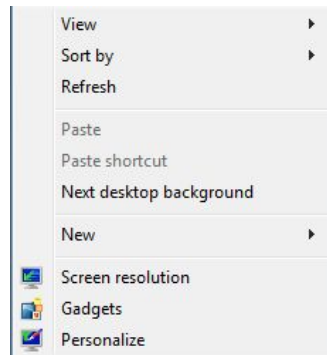 View
Sort by
Refresh
Paste
Paste shortcut
Next desktop background
New
Screen resolution
Gadgets
Personalize